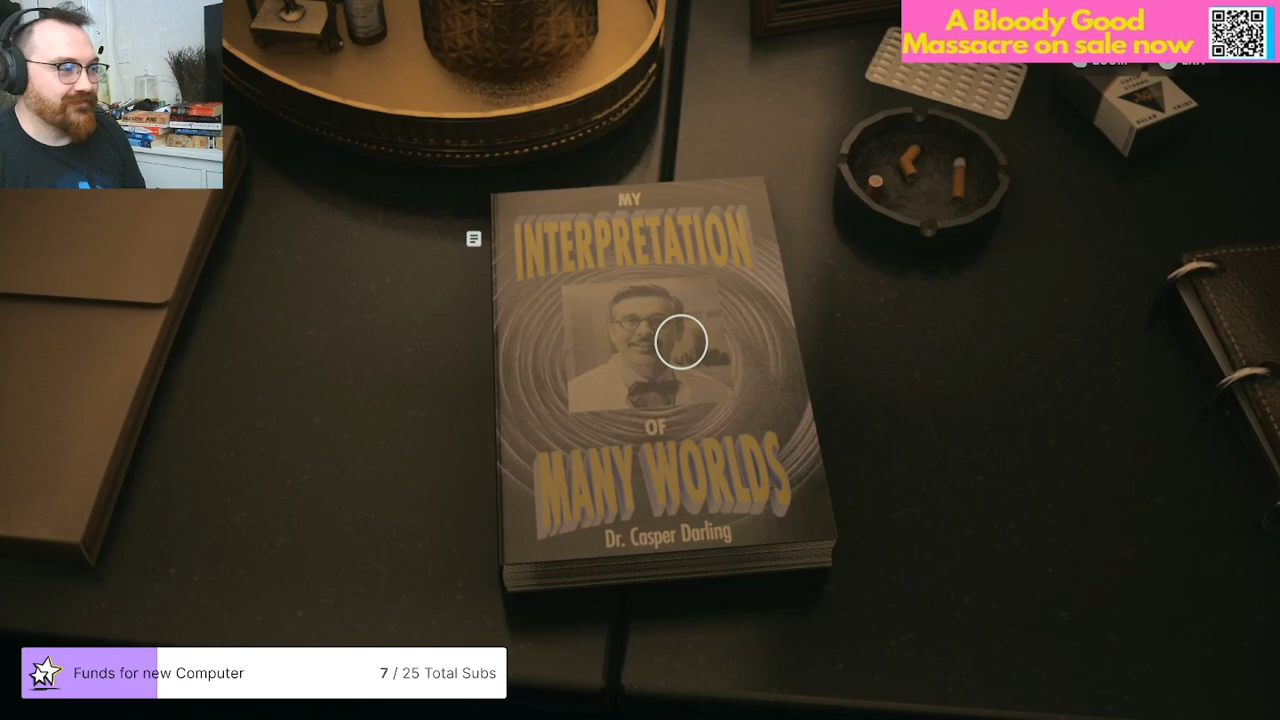 A Bloody Good
Massacre on sale now
MY
INTERPRETATION
OF
MANY WORLDS
Dr. Casper Darling
Funds for new Computer
7 / 25 Total Subs